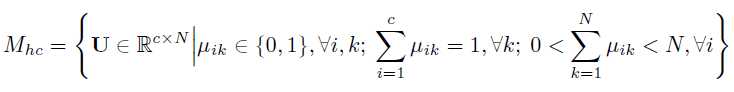 $M_{hc} = \left\{ \mathbf{U} \in \mathbb{R}^{c \times N} \middle| \mu_{ik} \in \{0, 1\}, \forall i, k; \ \sum_{i=1}^{c} \mu_{ik} = 1, \forall k; \ 0 < \sum_{k=1}^{N} \mu_{ik} < N, \forall i \right\}$